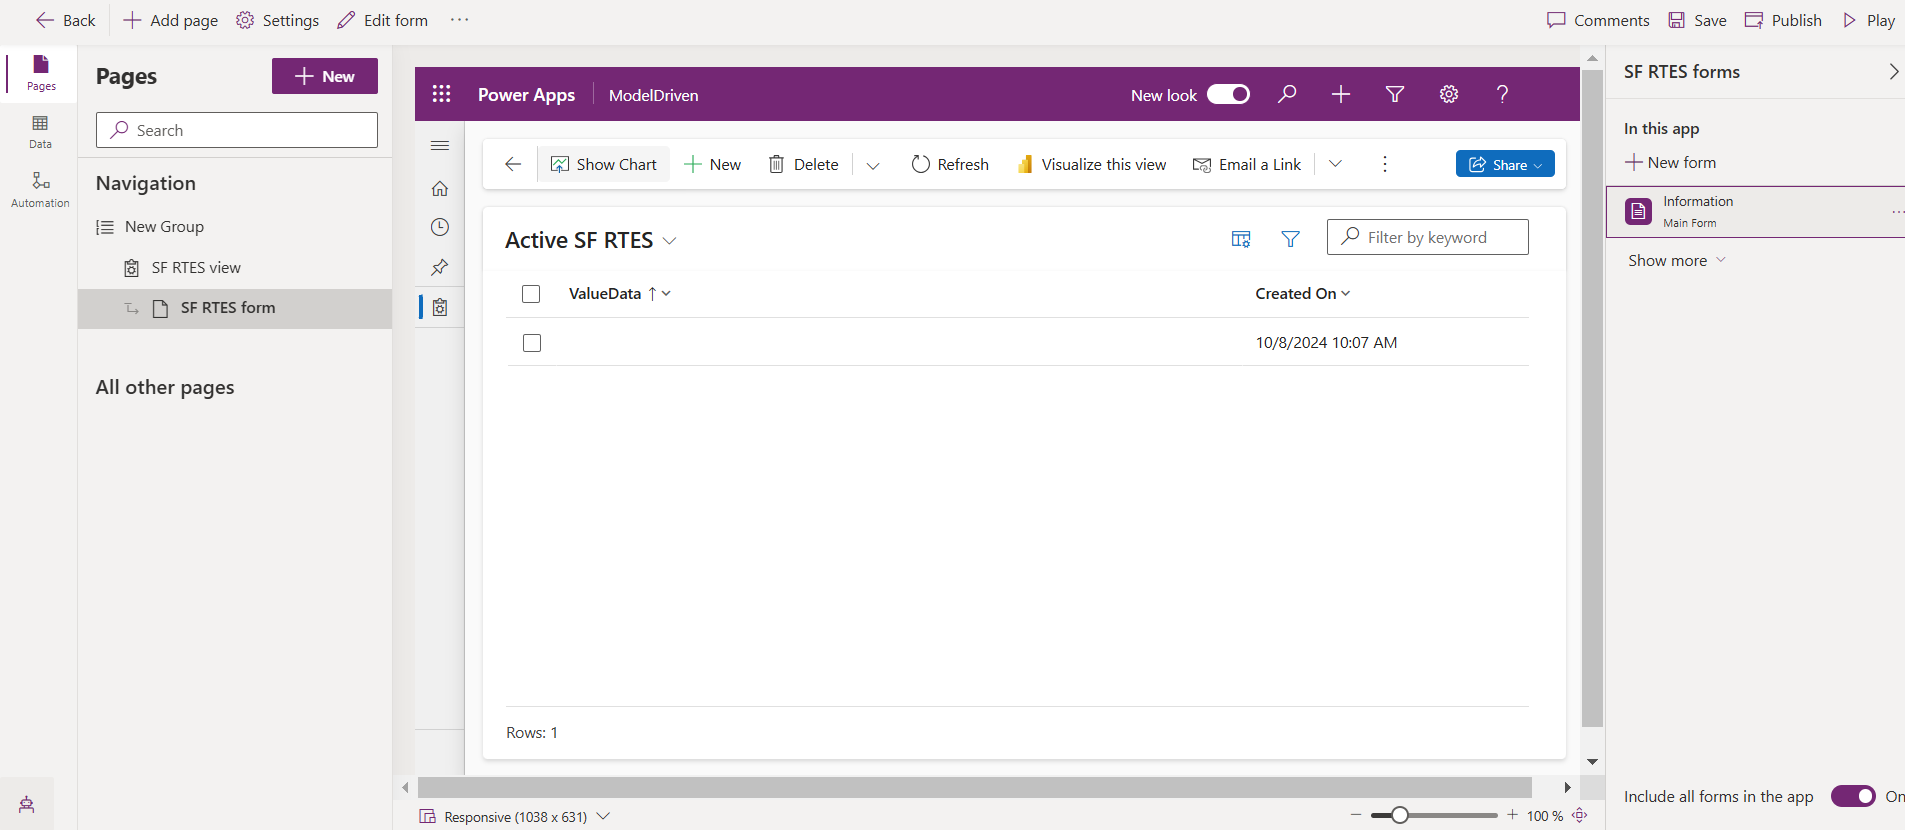 Back
Add page
Settings
Edit form
Comments
Save
Publish
Play
Pages
Data
Automation
Pages
New
Search
Navigation
New Group
SF RTES view
SF RTES form
All other pages
Power Apps
ModelDriven
New look
Show Chart
New
Delete
Refresh
Visualize this view
Email a Link
Share
Active SF RTES
Filter by keyword
ValueData
Created On
10/8/2024 10:07 AM
Rows: 1
Responsive (1038 x 631)
100 %
SF RTES forms
In this app
New form
Information
Main Form
Show more
Include all forms in the app
On